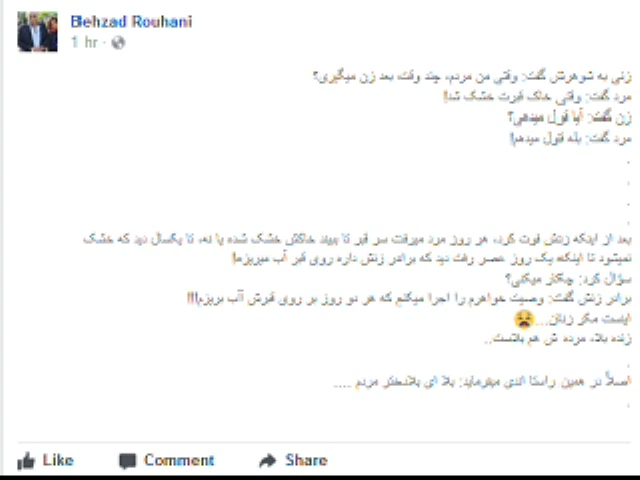 Behzad Rouhani
1 hr ·
زنی به شوهرش گفت: وقتی من مردم، چند وقت، بعد زن میگیری؟
مرد گفت: وقتی خاک قبرت خشک شد!
زن گفت: آیا قول میدهی؟
مرد گفت: بله قول میدهم!
.
.
.
.
بعد از اینکه زنش فوت کرد، هر روز مرد میرفت سر قبر تا ببیند خاکش خشک شده یا نه، تا یکسال دید که خشک
نمیشود تا اینکه یک روز عصر رفت دید که برادر زنش داره روی قبر آب میریزه!
سؤال کرد: چکار میکنی؟
برادر زنش گفت: وصیت خواهرم را اجرا میکنم که هر دو روز بر روی قبرش آب بریزم!!!
اینست مکر زنان...😫
زنده بلا، مرده ش هم بلاست..
.
اصلاً در همین راستا اندی میفرماید: بلا ای بلادختر مردم ....
.
Like Comment Share